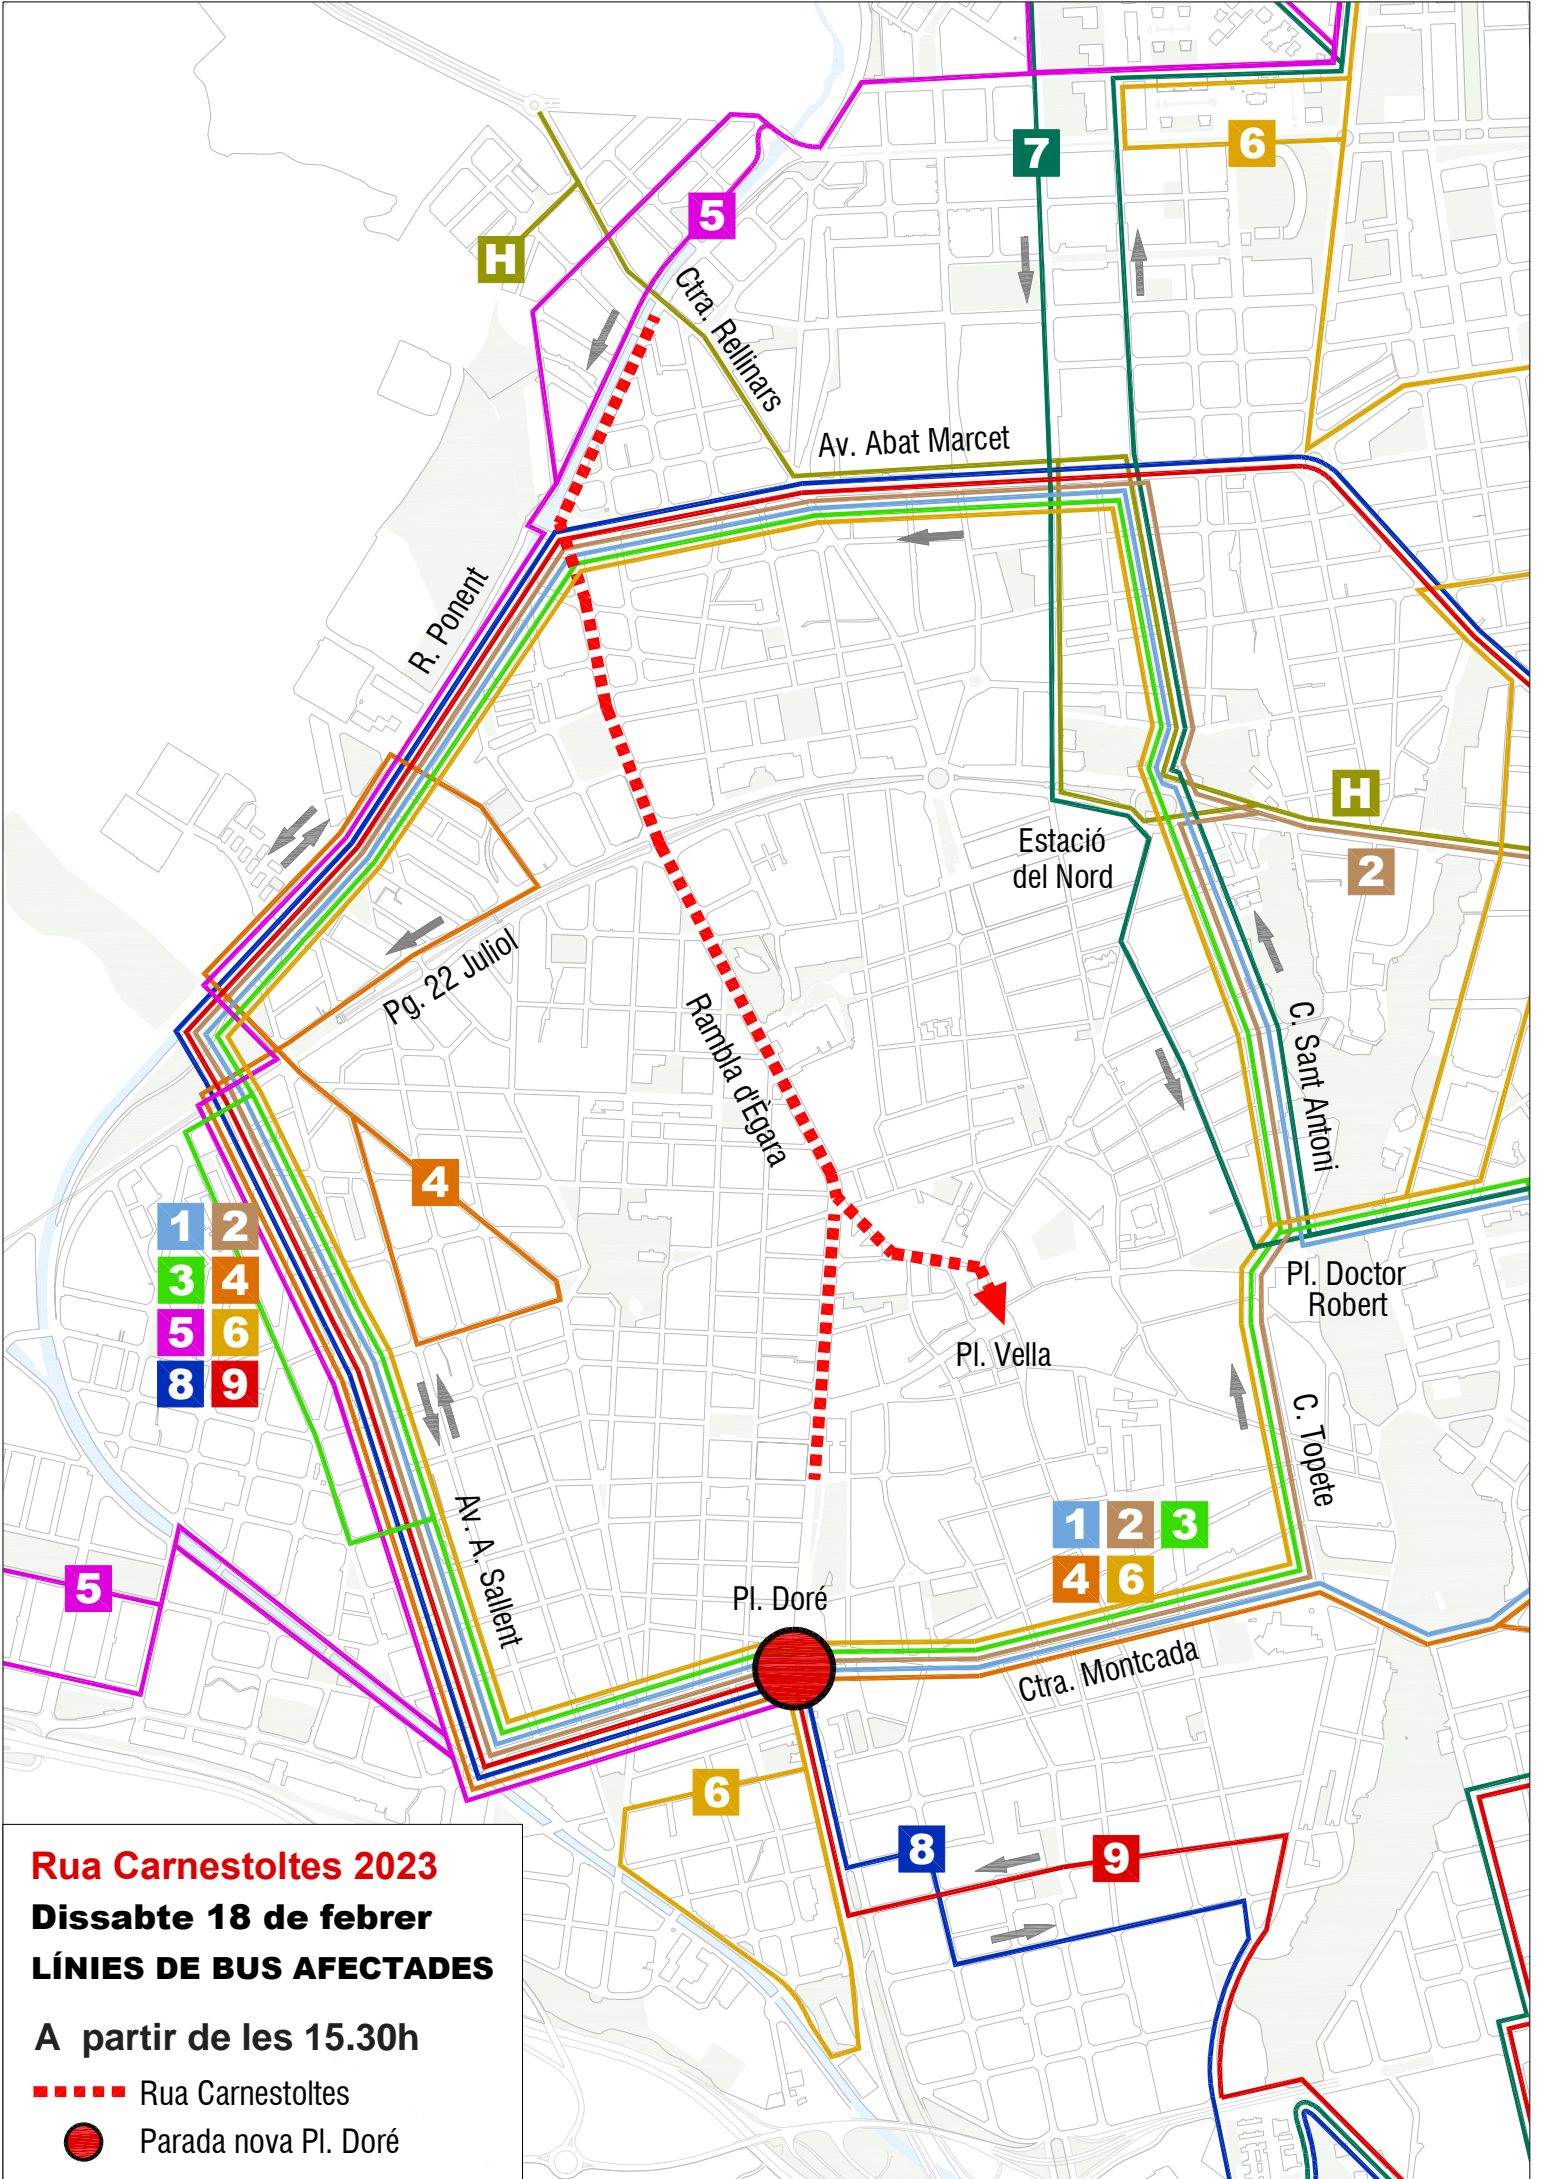 7
6
5
H
Ctra. Rellinars
Av. Abat Marcet
R. Ponent
H
Estació
del Nord
2
Pg. 22 Juliol
Rambla d'Ègara
C. Sant Antoni
4
1 2
3 4
5 6
8 9
Pl. Doctor
Robert
Pl. Vella
C. Topete
Av. A. Sallent
1 2 3
4 6
5
Pl. Doré
Ctra. Montcada
6
8
9
Rua Carnestoltes 2023
Dissabte 18 de febrer
LÍNIES DE BUS AFECTADES
A partir de les 15.30h
Rua Carnestoltes
Parada nova Pl. Doré